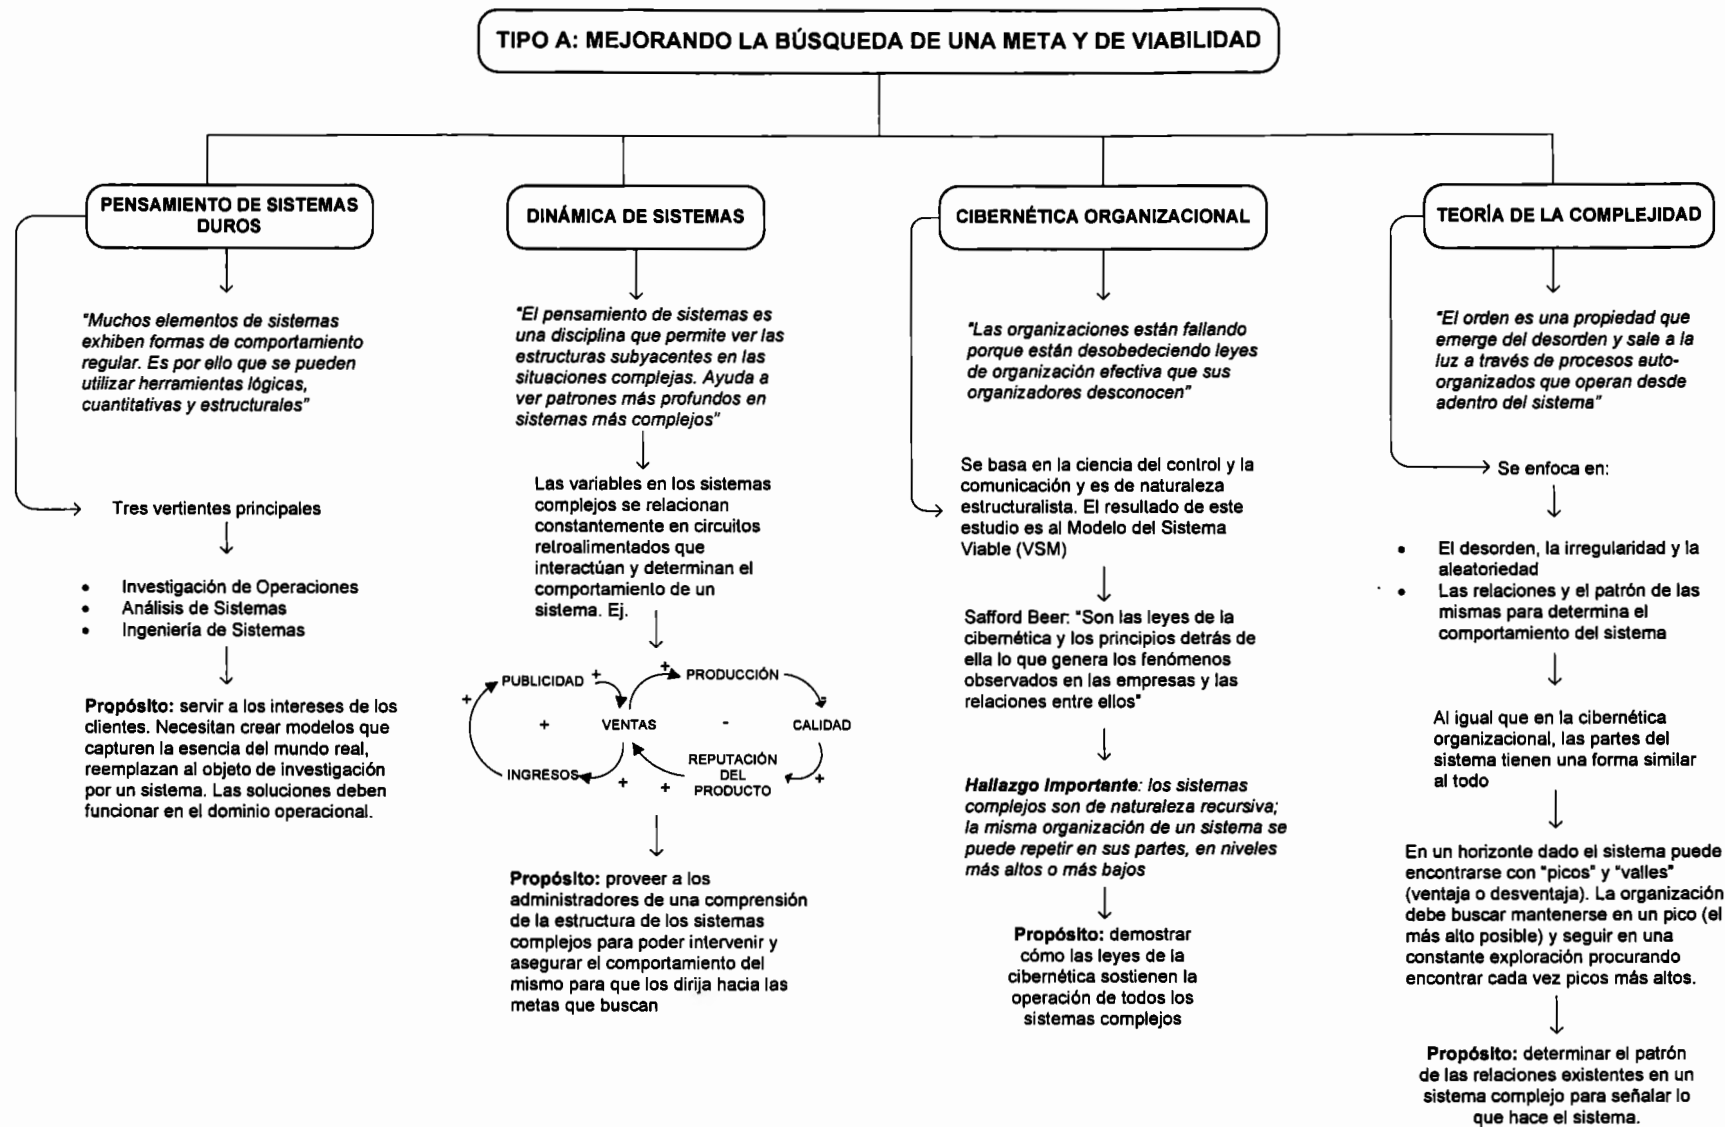 TIPO A: MEJORANDO LA BÚSQUEDA DE UNA META Y DE VIABILIDAD
PENSAMIENTO DE SISTEMAS
DUROS
"Muchos elementos de sistemas
exhiben formas de comportamiento
regular. Es por ello que se pueden
utilizar herramientas lógicas,
cuantitativas y estructurales"
Tres vertientes principales
• Investigación de Operaciones
• Análisis de Sistemas
• Ingeniería de Sistemas
Propósito: servir a los intereses de los
clientes. Necesitan crear modelos que
capturen la esencia del mundo real,
reemplazan al objeto de investigación
por un sistema. Las soluciones deben
funcionar en el dominio operacional.
DINÁMICA DE SISTEMAS
"El pensamiento de sistemas es
una disciplina que permite ver las
estructuras subyacentes en las
situaciones complejas. Ayuda a
ver patrones más profundos en
sistemas más complejos"
Las variables en los sistemas
complejos se relacionan
constantemente en circuitos
retroalimentados que
interactúan y determinan el
comportamiento de un
sistema. Ej.
+ PUBLICIDAD + + PRODUCCIÓN -
+ VENTAS - CALIDAD
INGRESOS + + REPUTACIÓN
DEL
PRODUCTO +
Propósito: proveer a los
administradores de una comprensión
de la estructura de los sistemas
complejos para poder intervenir y
asegurar el comportamiento del
mismo para que los dirija hacia las
metas que buscan
CIBERNÉTICA ORGANIZACIONAL
"Las organizaciones están fallando
porque están desobedeciendo leyes
de organización efectiva que sus
organizadores desconocen"
Se basa en la ciencia del control y la
comunicación y es de naturaleza
estructuralista. El resultado de este
estudio es al Modelo del Sistema
Viable (VSM)
Safford Beer: "Son las leyes de la
cibernética y los principios detrás de
ella lo que genera los fenómenos
observados en las empresas y las
relaciones entre ellos"
Hallazgo Importante: los sistemas
complejos son de naturaleza recursiva;
la misma organización de un sistema se
puede repetir en sus partes, en niveles
más altos o más bajos
Propósito: demostrar
cómo las leyes de la
cibernética sostienen la
operación de todos los
sistemas complejos
TEORÍA DE LA COMPLEJIDAD
"El orden es una propiedad que
emerge del desorden y sale a la
luz a través de procesos auto-
organizados que operan desde
adentro del sistema"
Se enfoca en:
• El desorden, la irregularidad y la
aleatoriedad
• Las relaciones y el patrón de las
mismas para determina el
comportamiento del sistema
Al igual que en la cibernética
organizacional, las partes del
sistema tienen una forma similar
al todo
En un horizonte dado el sistema puede
encontrarse con "picos" y "valles"
(ventaja o desventaja). La organización
debe buscar mantenerse en un pico (el
más alto posible) y seguir en una
constante exploración procurando
encontrar cada vez picos más altos.
Propósito: determinar el patrón
de las relaciones existentes en un
sistema complejo para señalar lo
que hace el sistema.